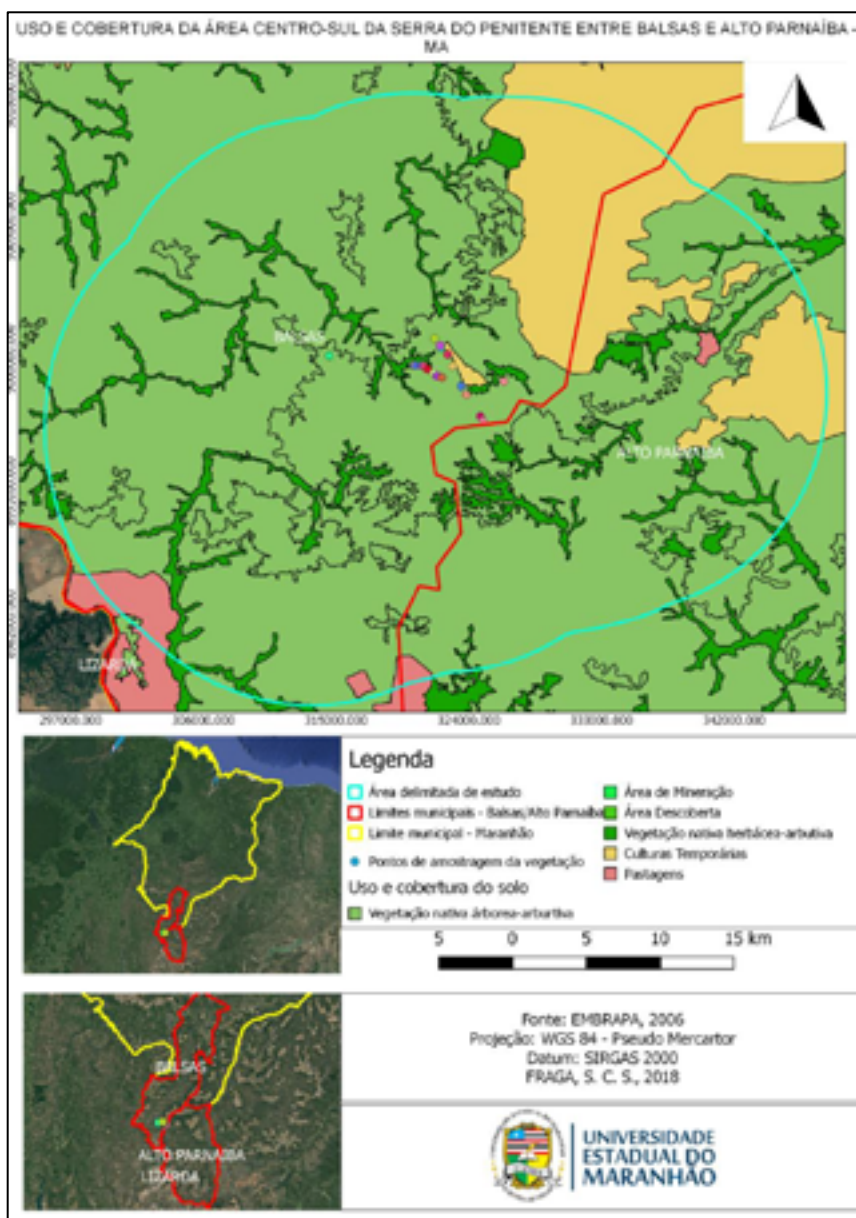 USO E COBERTURA DA ÁREA CENTRO-SUL DA SERRA DO PENITENTE ENTRE BALSAS E ALTO PARNAÍBA -
MA
BALSAS
ALTO PARNAIBA
LIZARDA
297000.000 306000.000 315000.000 324000.000 333000.000 342000.000
Legenda
Área delimitada de estudo
Limites municipais - Balsas/Alto Parnaiba
Limite municipal - Maranhão
Pontos de amostragem da vegetação
Uso e cobertura do solo
Vegetação nativa árborea-arburtiva
Área de Mineração
Área Descoberta
Vegetação nativa herbácea-arbutiva
Culturas Temporárias
Pastagens
5 0 5 10 15 km
BALSAS
ALTO PARNAIBA
LIZARDA
Fonte: EMBRAPA, 2006
Projeção: WGS 84 - Pseudo Mercartor
Datum: SIRGAS 2000
FRAGA, S. C. S., 2018
UNIVERSIDADE
ESTADUAL DO
MARANHÃO